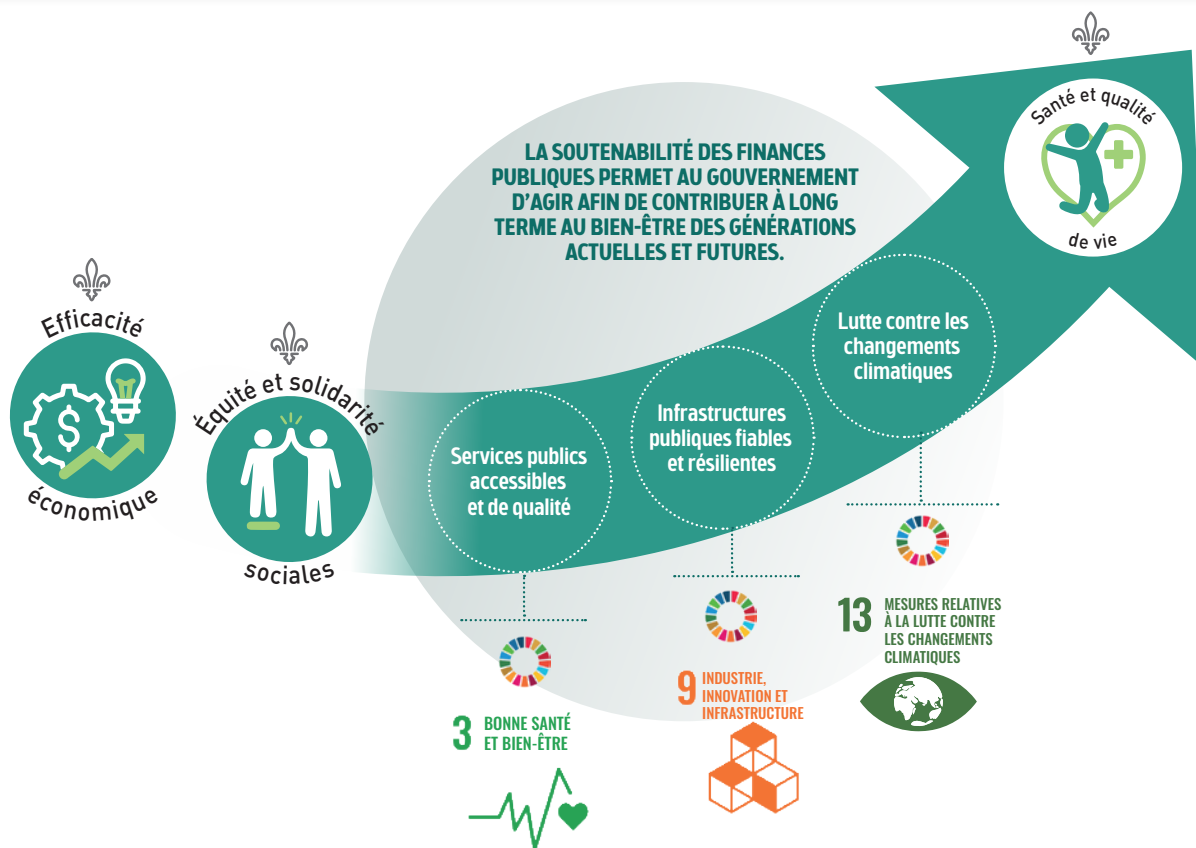 LA SOUTENABILITÉ DES FINANCES
PUBLIQUES PERMET AU GOUVERNEMENT
D'AGIR AFIN DE CONTRIBUER À LONG
TERME AU BIEN-ÊTRE DES GÉNÉRATIONS
ACTUELLES ET FUTURES.
Efficacité
économique
$
Équité et solidarité
sociales
Services publics
accessibles
et de qualité
Infrastructures
publiques fiables
et résilientes
Lutte contre les
changements
climatiques
Santé et qualité
de vie
3 BONNE SANTÉ
ET BIEN-ÊTRE
9 INDUSTRIE,
INNOVATION ET
INFRASTRUCTURE
13 MESURES RELATIVES
À LA LUTTE CONTRE
LES CHANGEMENTS
CLIMATIQUES